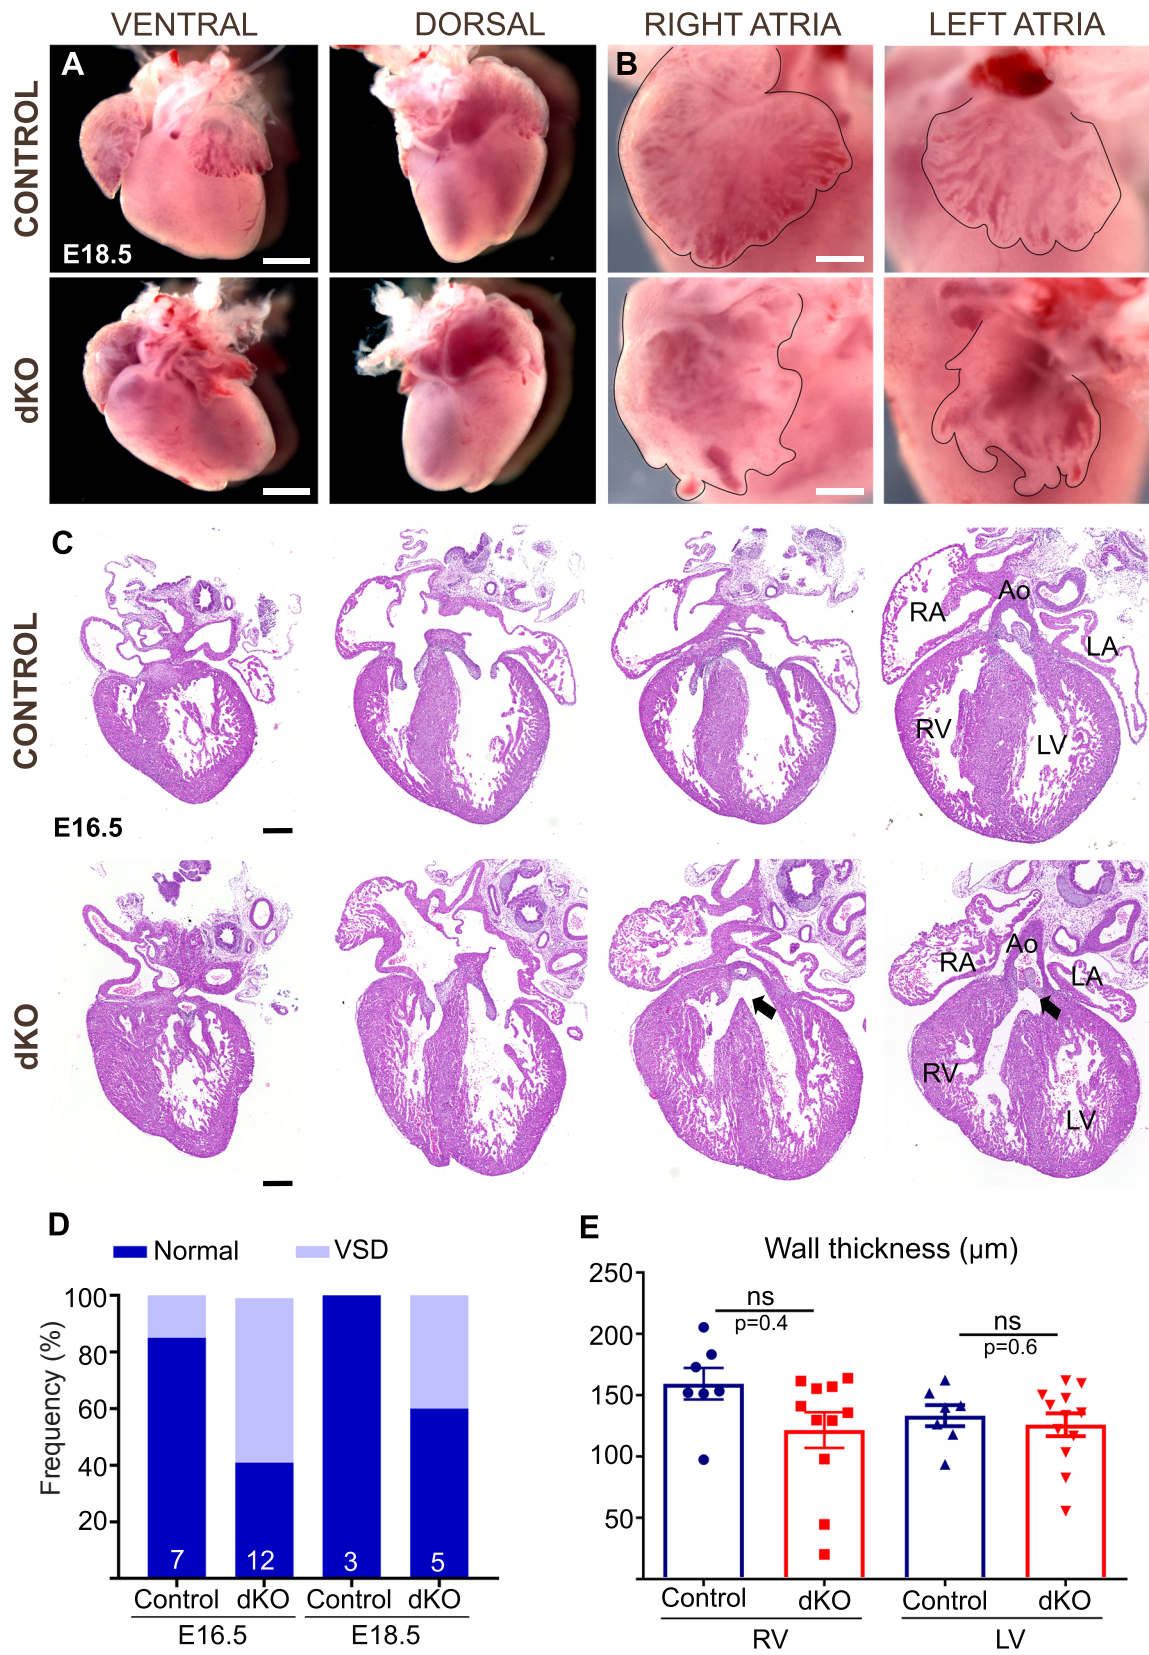 VENTRAL DORSAL RIGHT ATRIA LEFT ATRIA
A B
CONTROL
E18.5
dKO
C
CONTROL
Ao
RA
LA
RV
LV
E16.5
dKO
Ao
RA
LA
RV
LV
D
Normal VSD
Frequency (%)
100
80
60
40
20
7 12 3 5
Control dKO Control dKO
E16.5 E18.5
E
Wall thickness (µm)
250
200
150
100
50
ns
p=0.4
ns
p=0.6
Control dKO Control dKO
RV LV